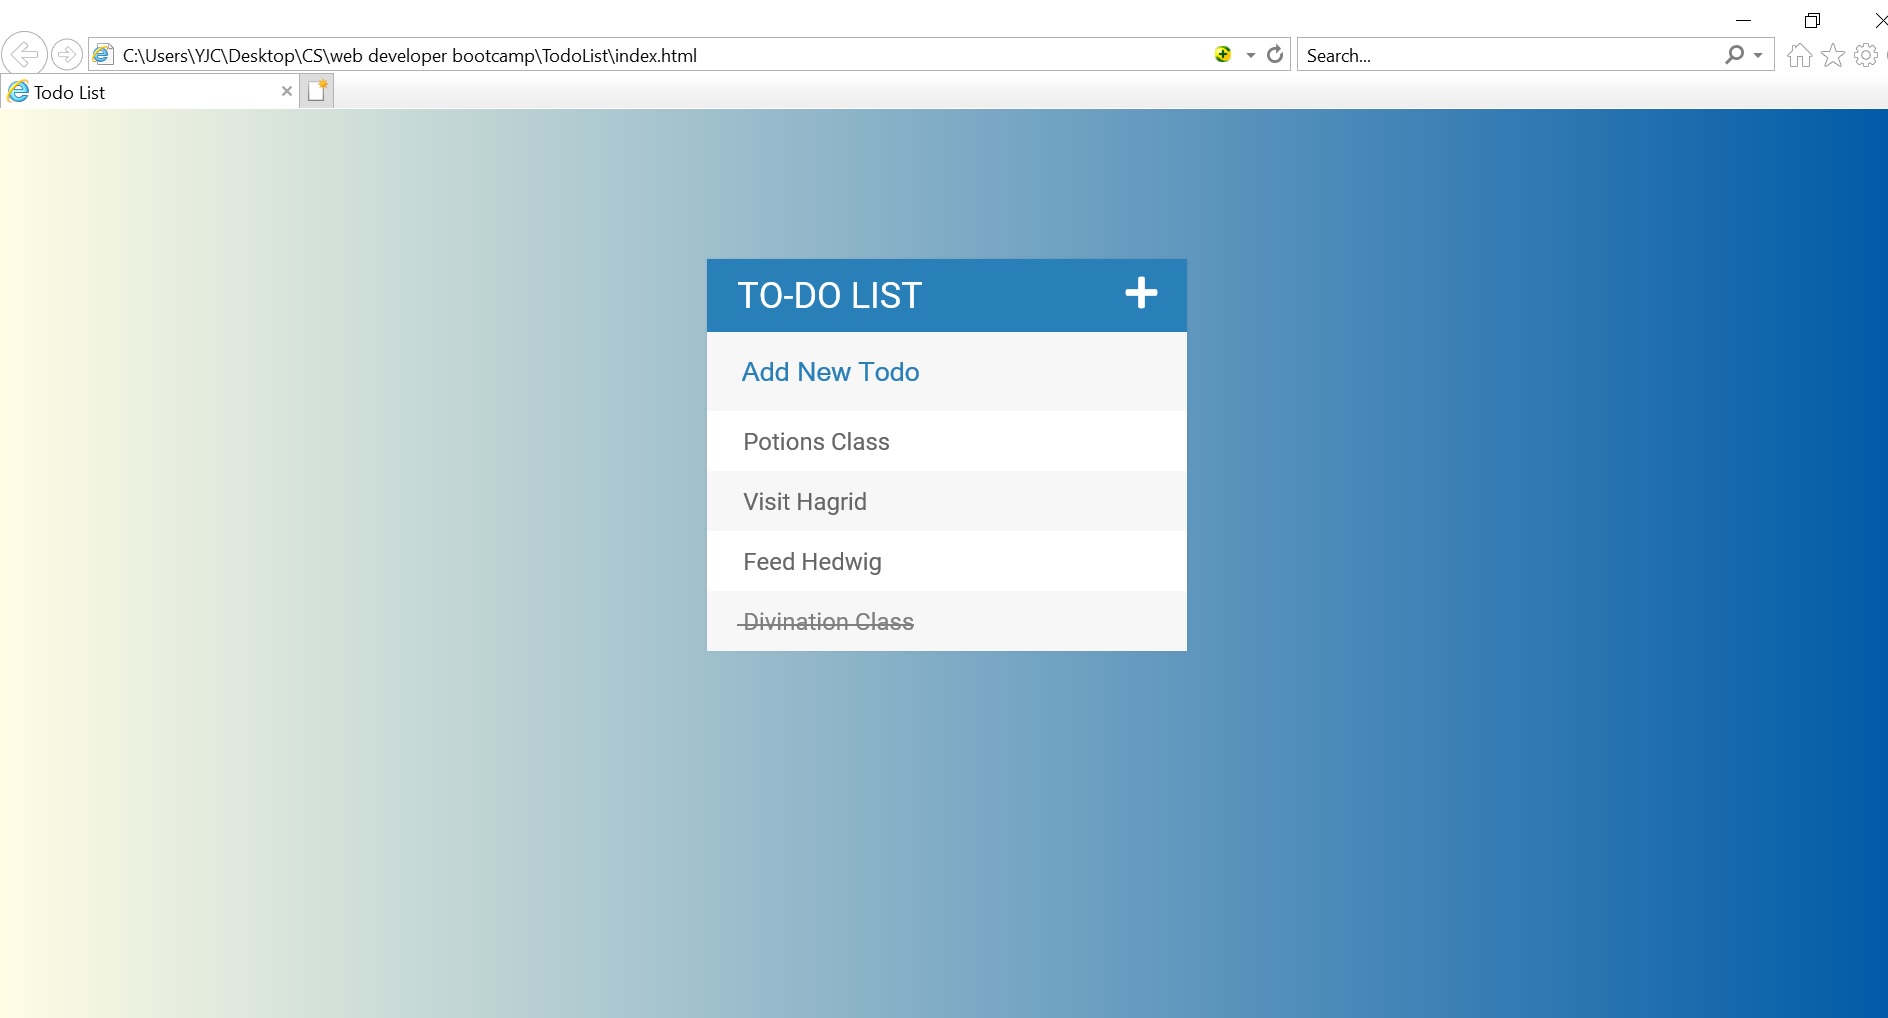 C:\Users\YJC\Desktop\CS\web developer bootcamp\TodoList\index.html
Search...
Todo List
TO-DO LIST
Add New Todo
Potions Class
Visit Hagrid
Feed Hedwig
Divination Class